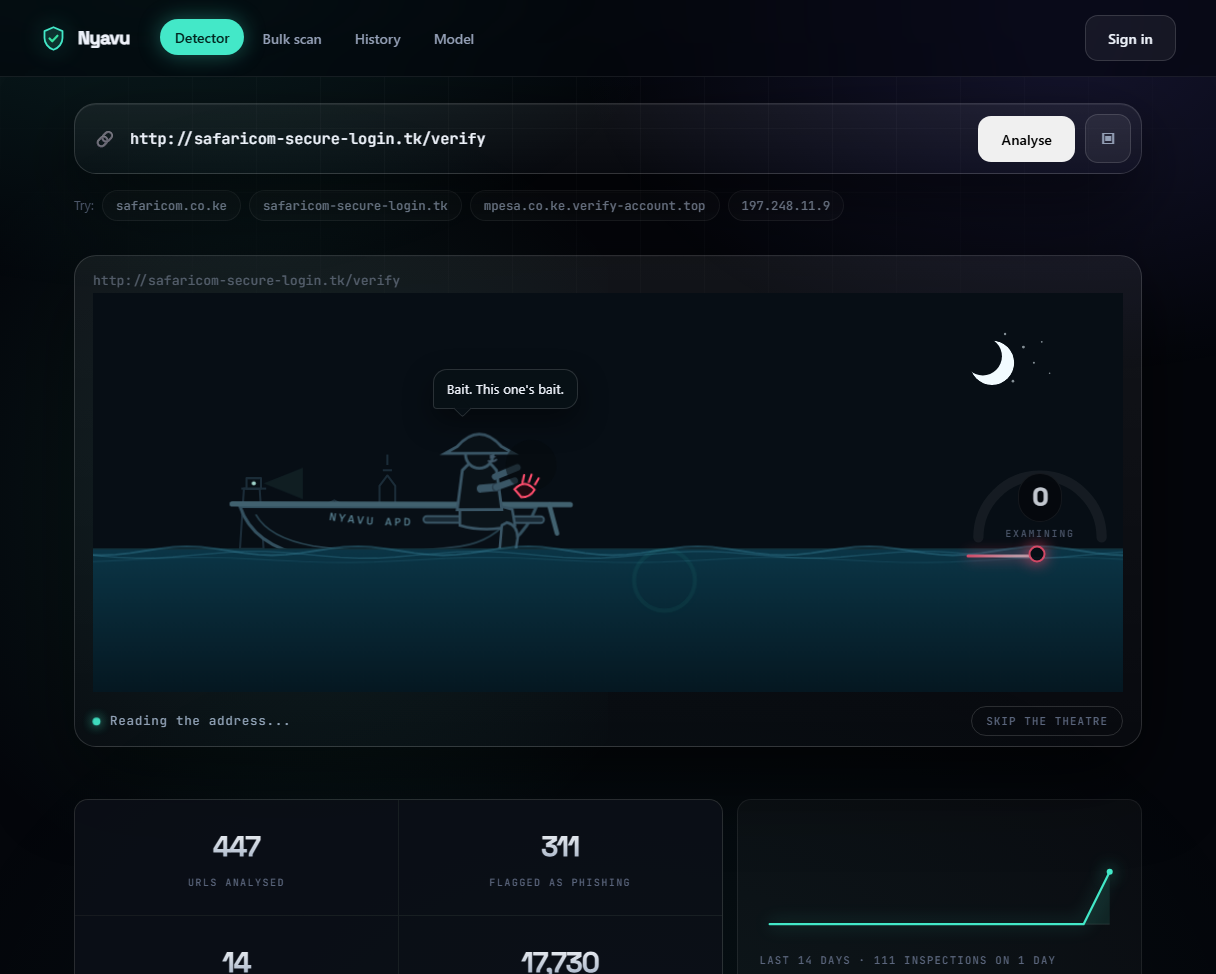 Nyavu Detector Bulk scan History Model Sign in
http://safaricom-secure-login.tk/verify Analyse
Try: safaricom.co.ke safaricom-secure-login.tk mpesa.co.ke.verify-account.top 197.248.11.9
http://safaricom-secure-login.tk/verify
Bait. This one's bait.
NYAVU APD
0
EXAMINING
Reading the address... SKIP THE THEATRE
447 311
URLS ANALYSED FLAGGED AS PHISHING
14 17,730
LAST 14 DAYS · 111 INSPECTIONS ON 1 DAY